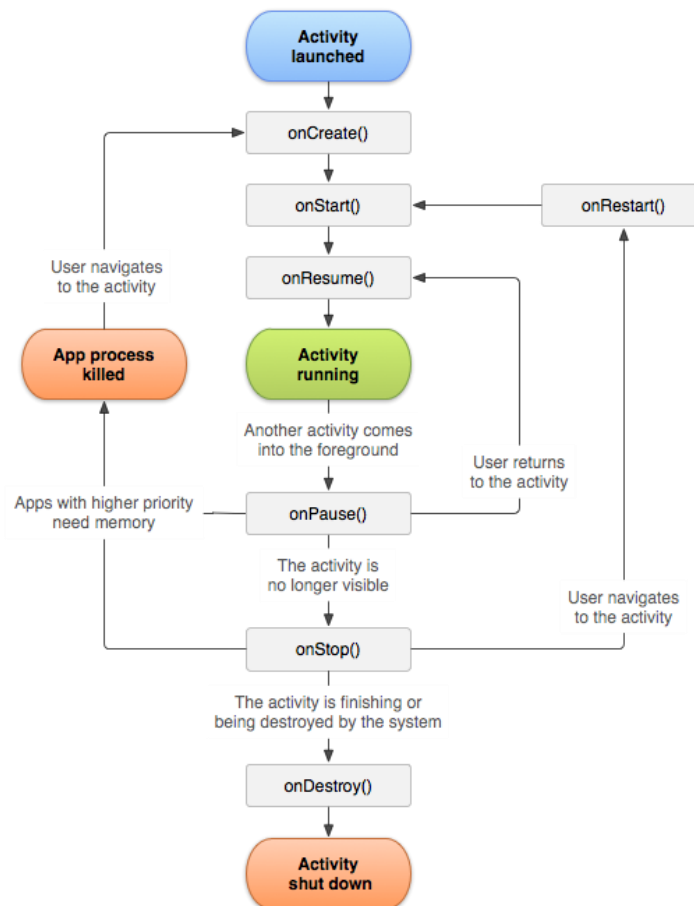 Activity
launched
onCreate()
onStart()
onRestart()
User navigates
to the activity
onResume()
App process
killed
Activity
running
Another activity comes
into the foreground
User returns
to the activity
Apps with higher priority
need memory
onPause()
The activity is
no longer visible
User navigates
to the activity
onStop()
The activity is finishing or
being destroyed by the system
onDestroy()
Activity
shut down